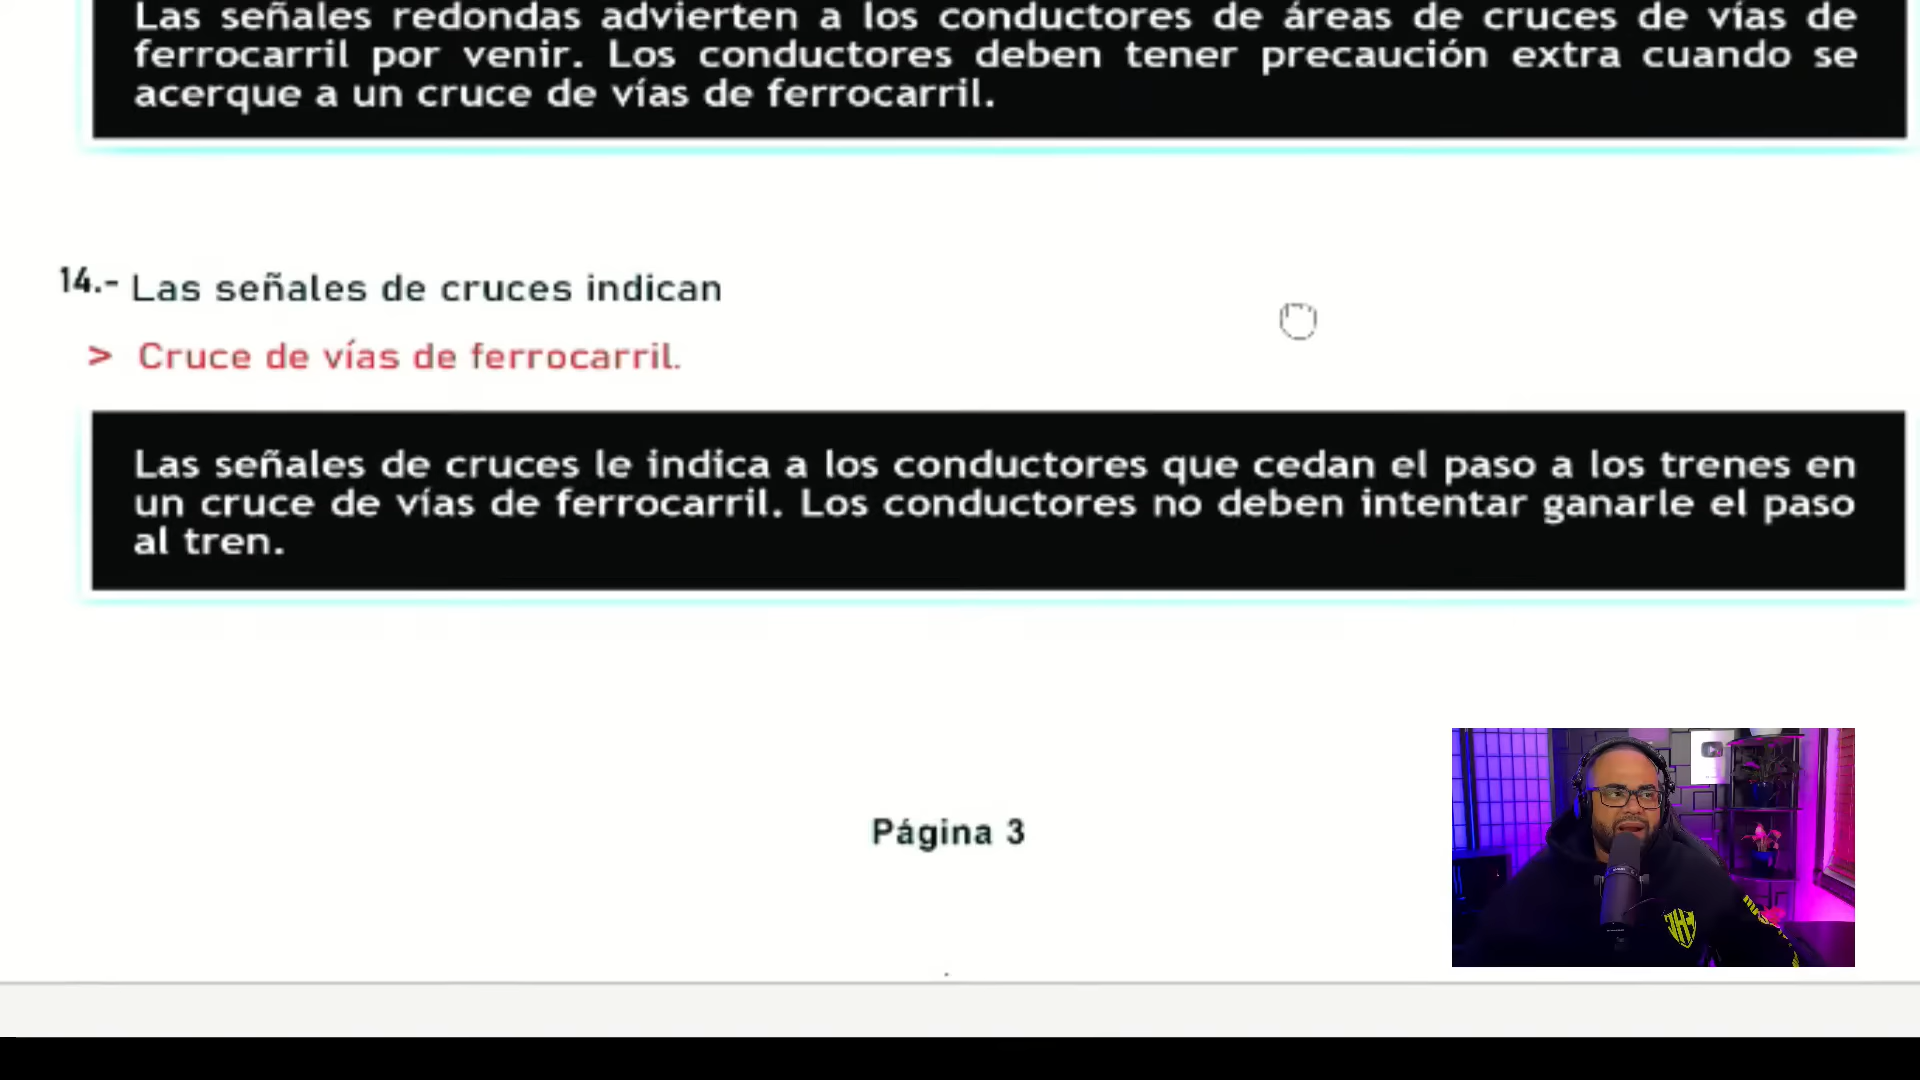 Las señales redondas advierten a los conductores de áreas de cruces de vías de
ferrocarril por venir. Los conductores deben tener precaución extra cuando se
acerque a un cruce de vías de ferrocarril.
14.- Las señales de cruces indican
> Cruce de vías de ferrocarril.
Las señales de cruces le indica a los conductores que cedan el paso a los trenes en
un cruce de vías de ferrocarril. Los conductores no deben intentar ganarle el paso
al tren.
Página 3